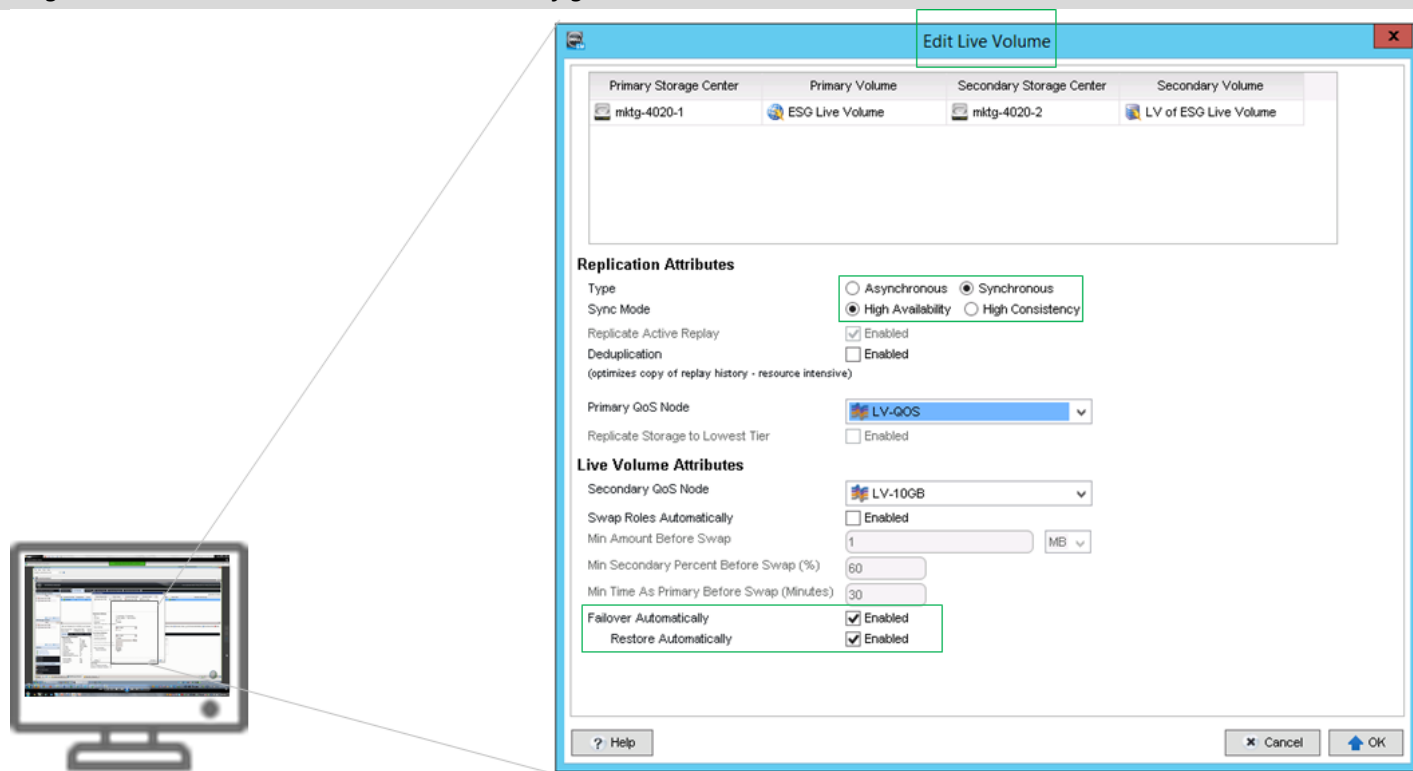 Edit Live Volume
x
Primary Storage Center Primary Volume Secondary Storage Center Secondary Volume
mktg-4020-1 ESG Live Volume mktg-4020-2 LV of ESG Live Volume
Replication Attributes
Type Asynchronous Synchronous
Sync Mode High Availability High Consistency
Replicate Active Replay Enabled
Deduplication Enabled
(optimizes copy of replay history - resource intensive)
Primary QoS Node LV-QOS
Replicate Storage to Lowest Tier Enabled
Live Volume Attributes
Secondary QoS Node LV-10GB
Swap Roles Automatically Enabled
Min Amount Before Swap 1 MB
Min Secondary Percent Before Swap (%) 60
Min Time As Primary Before Swap (Minutes) 30
Failover Automatically Enabled
Restore Automatically Enabled
? Help Cancel OK